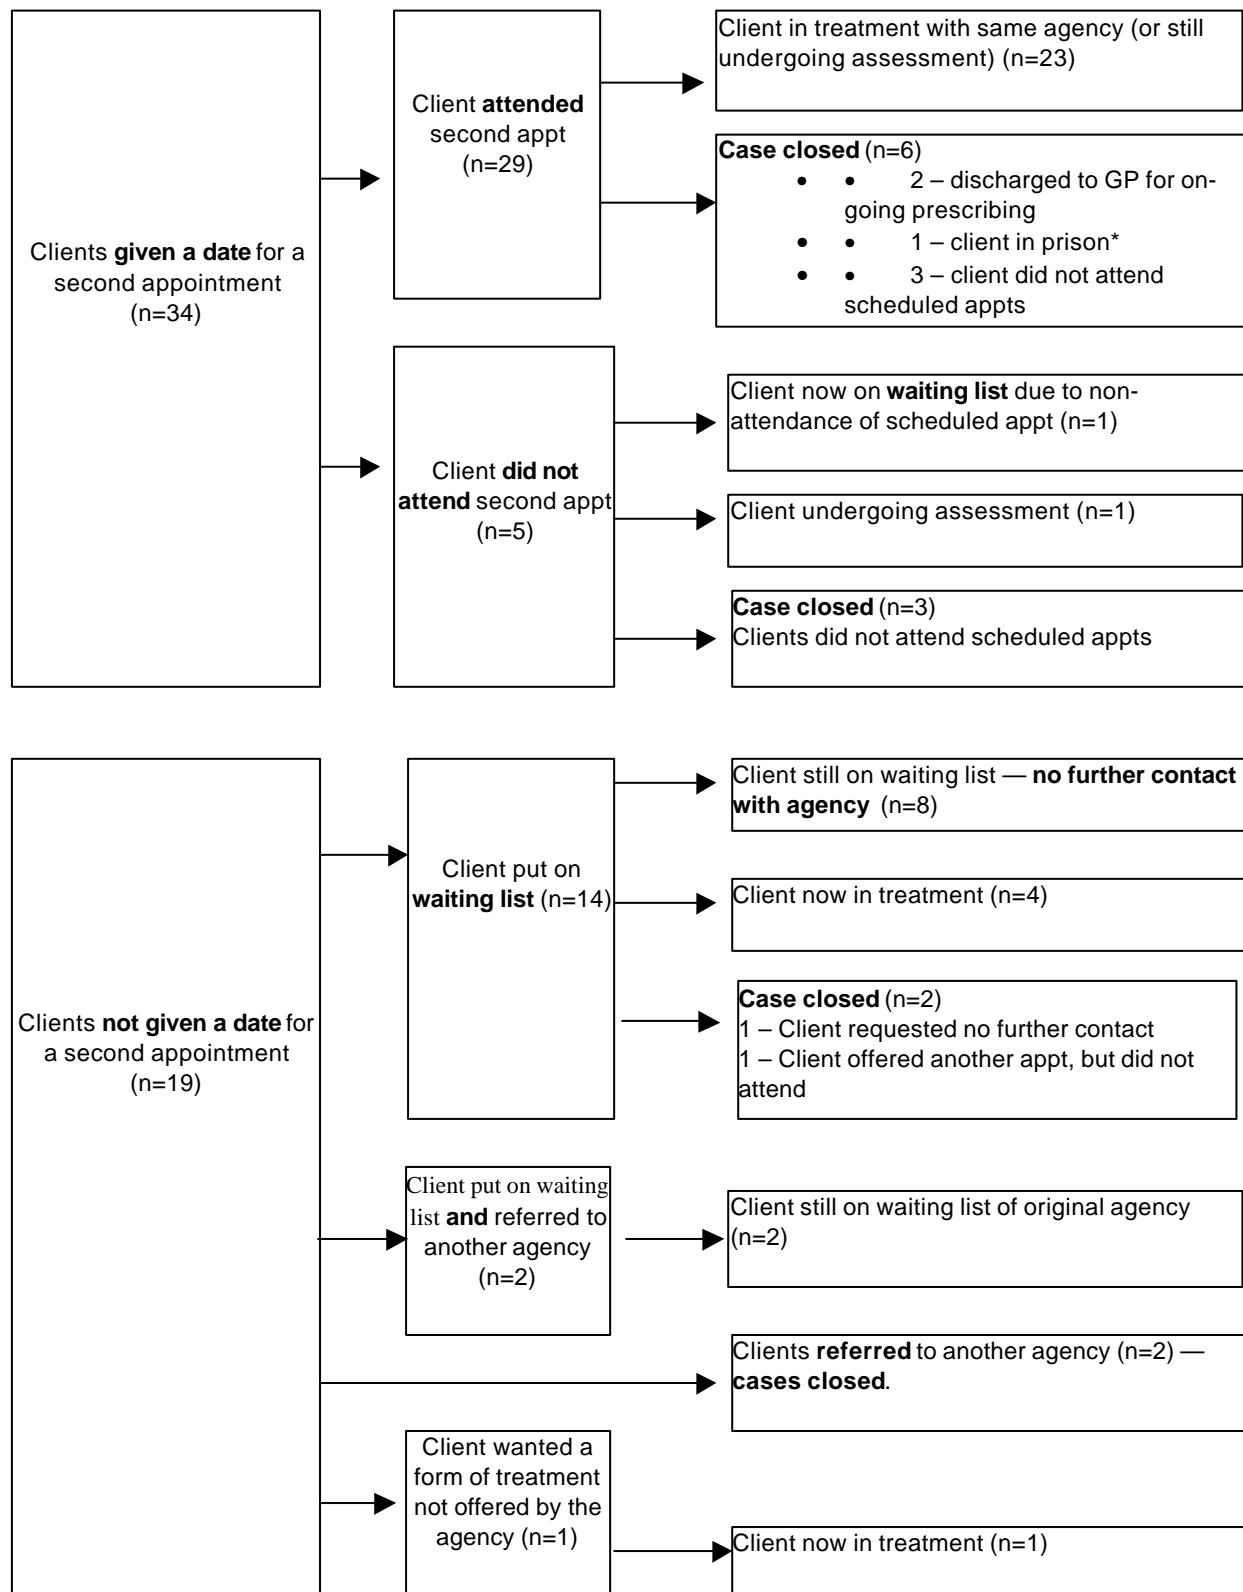 Clients given a date for a
second appointment
(n=34)
Client attended
second appt
(n=29)
Client in treatment with same agency (or still
undergoing assessment) (n=23)
Case closed (n=6)
• • 2 – discharged to GP for on-
going prescribing
• • 1 – client in prison*
• • 3 – client did not attend
scheduled appts
Client did not
attend second appt
(n=5)
Client now on waiting list due to non-
attendance of scheduled appt (n=1)
Client undergoing assessment (n=1)
Case closed (n=3)
Clients did not attend scheduled appts
Clients not given a date for
a second appointment
(n=19)
Client put on
waiting list (n=14)
Client still on waiting list — no further contact
with agency (n=8)
Client now in treatment (n=4)
Case closed (n=2)
1 – Client requested no further contact
1 – Client offered another appt, but did not
attend
Client put on waiting
list and referred to
another agency
(n=2)
Client still on waiting list of original agency
(n=2)
Clients referred to another agency (n=2) —
cases closed.
Client wanted a
form of treatment
not offered by the
agency (n=1)
Client now in treatment (n=1)